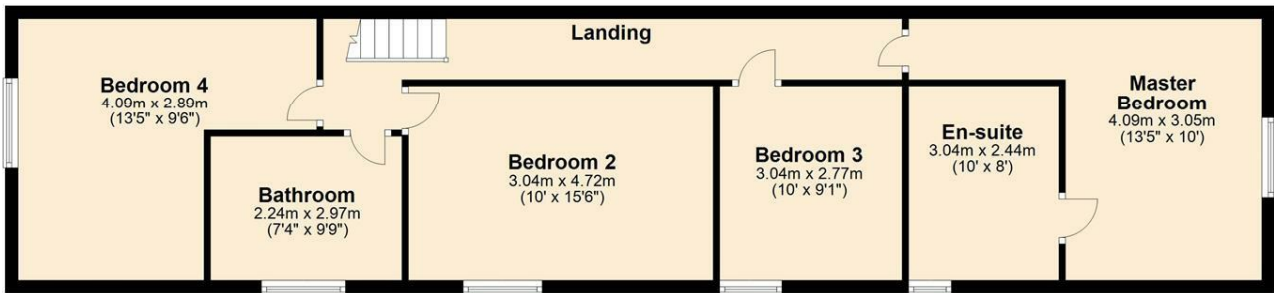 Landing
Bedroom 4
4.09m x 2.89m
(13'5" x 9'6")
Master
Bedroom
4.09m x 3.05m
(13'5" x 10')
En-suite
3.04m x 2.44m
(10' x 8')
Bedroom 3
3.04m x 2.77m
(10' x 9'1")
Bedroom 2
3.04m x 4.72m
(10' x 15'6")
Bathroom
2.24m x 2.97m
(7'4" x 9'9")